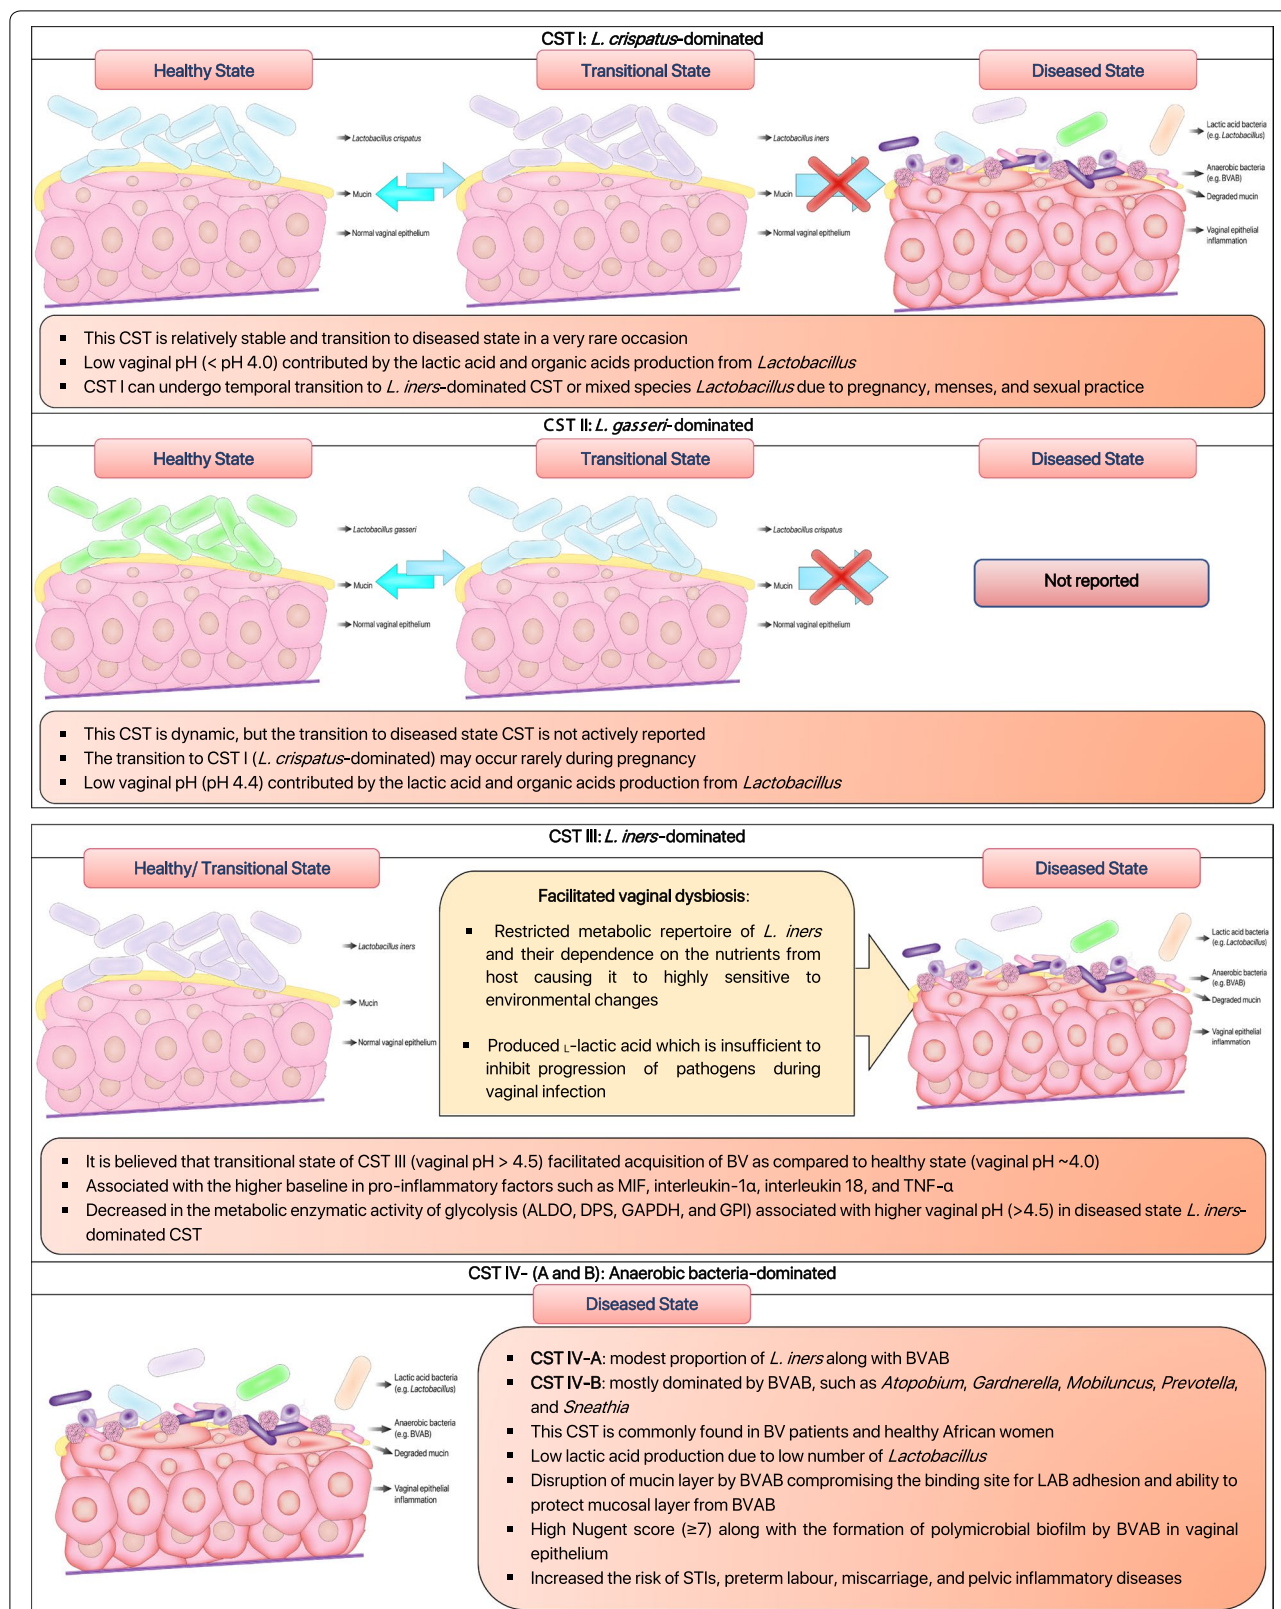 CST I: L. crispatus-dominated
Healthy State
Transitional State
Diseased State
Lactobacillus crispatus
Mucin
Normal vaginal epithelium
Lactobacillus iners
Mucin
Normal vaginal epithelium
Lactic acid bacteria
(e.g. Lactobacillus)
Anaerobic bacteria
(e.g. BVAB)
Degraded mucin
Vaginal epithelial
inflammation
▪ This CST is relatively stable and transition to diseased state in a very rare occasion
▪ Low vaginal pH (< pH 4.0) contributed by the lactic acid and organic acids production from Lactobacillus
▪ CST I can undergo temporal transition to L. iners-dominated CST or mixed species Lactobacillus due to pregnancy, menses, and sexual practice
CST II: L. gasseri-dominated
Healthy State
Transitional State
Diseased State
Lactobacillus gasseri
Mucin
Normal vaginal epithelium
Lactobacillus crispatus
Mucin
Normal vaginal epithelium
Not reported
▪ This CST is dynamic, but the transition to diseased state CST is not actively reported
▪ The transition to CST I (L. crispatus-dominated) may occur rarely during pregnancy
▪ Low vaginal pH (pH 4.4) contributed by the lactic acid and organic acids production from Lactobacillus
CST III: L. iners-dominated
Healthy/ Transitional State
Diseased State
Lactobacillus iners
Mucin
Normal vaginal epithelium
Facilitated vaginal dysbiosis:
▪ Restricted metabolic repertoire of L. iners
and their dependence on the nutrients from
host causing it to highly sensitive to
environmental changes
▪ Produced L-lactic acid which is insufficient to
inhibit progression of pathogens during
vaginal infection
Lactic acid bacteria
(e.g. Lactobacillus)
Anaerobic bacteria
(e.g. BVAB)
Degraded mucin
Vaginal epithelial
inflammation
▪ It is believed that transitional state of CST III (vaginal pH > 4.5) facilitated acquisition of BV as compared to healthy state (vaginal pH ~4.0)
▪ Associated with the higher baseline in pro-inflammatory factors such as MIF, interleukin-1α, interleukin 18, and TNF-α
▪ Decreased in the metabolic enzymatic activity of glycolysis (ALDO, DPS, GAPDH, and GPI) associated with higher vaginal pH (>4.5) in diseased state L. iners-
dominated CST
CST IV- (A and B): Anaerobic bacteria-dominated
Diseased State
Lactic acid bacteria
(e.g. Lactobacillus)
Anaerobic bacteria
(e.g. BVAB)
Degraded mucin
Vaginal epithelial
inflammation
▪ CST IV-A: modest proportion of L. iners along with BVAB
▪ CST IV-B: mostly dominated by BVAB, such as Atopobium, Gardnerella, Mobiluncus, Prevotella,
and Sneathia
▪ This CST is commonly found in BV patients and healthy African women
▪ Low lactic acid production due to low number of Lactobacillus
▪ Disruption of mucin layer by BVAB compromising the binding site for LAB adhesion and ability to
protect mucosal layer from BVAB
▪ High Nugent score (≥7) along with the formation of polymicrobial biofilm by BVAB in vaginal
epithelium
▪ Increased the risk of STIs, preterm labour, miscarriage, and pelvic inflammatory diseases